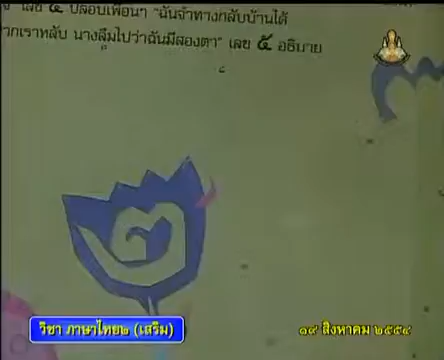 เลข ๔ ปลอบเพื่อนๆ "ฉันจำทางกลับบ้านได้
พวกเราหลับ นางลืมไปว่าฉันมีสองตา" เลข ๕ อธิบาย
๓
วิชา ภาษาไทย๒ (เสริม)
๑๙ สิงหาคม ๒๕๕๔